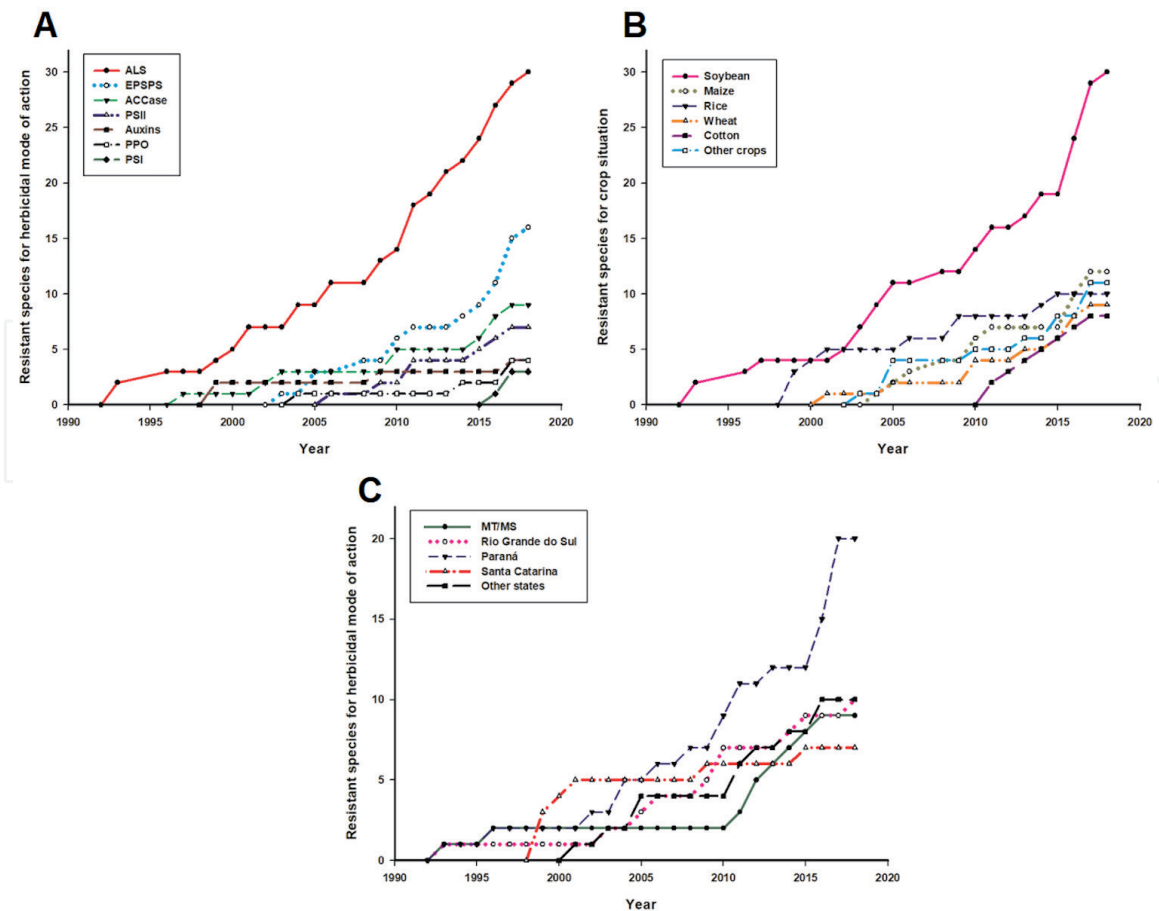 A
ALS
EPSPS
ACCase
PSII
Auxins
PPO
PSI
Resistant species for herbicidal mode of action
30
25
20
15
10
5
0
1990 1995 2000 2005 2010 2015 2020
Year
B
Soybean
Maize
Rice
Wheat
Cotton
Other crops
Resistant species for crop situation
30
25
20
15
10
5
0
1990 1995 2000 2005 2010 2015 2020
Year
C
MT/MS
Rio Grande do Sul
Paraná
Santa Catarina
Other states
Resistant species for herbicidal mode of action
20
15
10
5
0
1990 1995 2000 2005 2010 2015 2020
Year